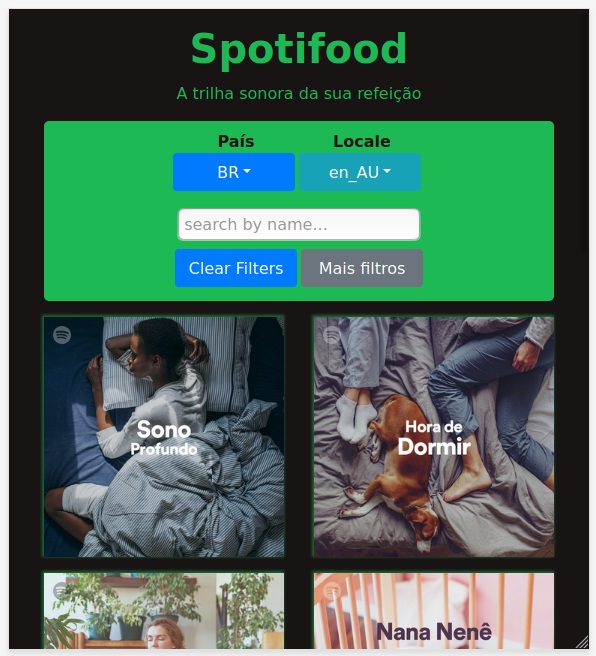 Spotifood
A trilha sonora da sua refeição
País
Locale
BR
en_AU
search by name...
Clear Filters
Mais filtros
Sono
Profundo
Hora de
Dormir
Nana Nenê